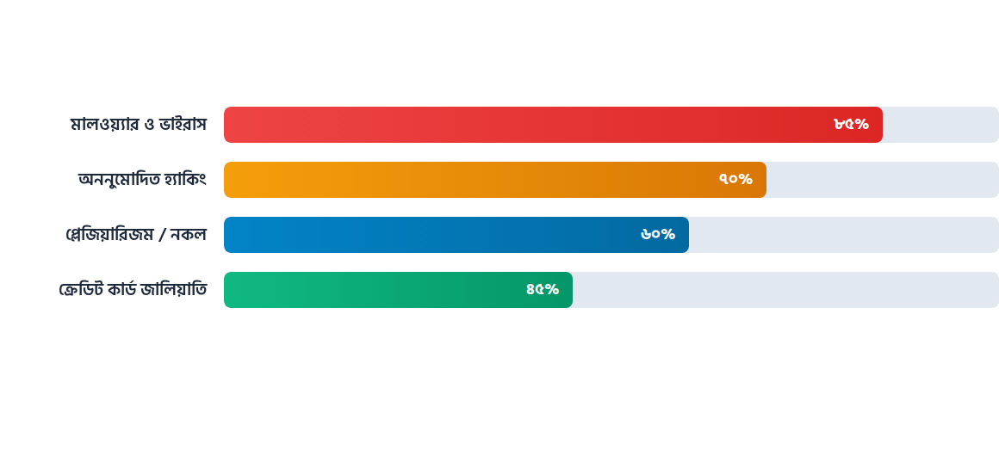 মালওয়্যার ও ভাইরাস ৮৫%
অননুমোদিত হ্যাকিং ৭০%
প্লেজিয়ারিজম / নকল ৬০%
ক্রেডিট কার্ড জালিয়াতি ৪৫%